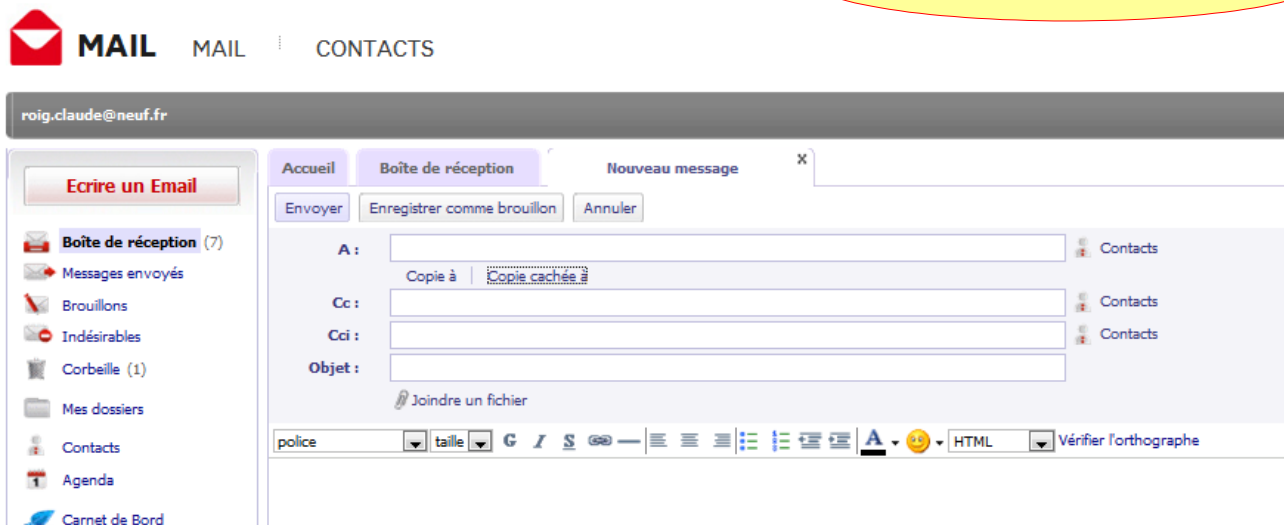 MAIL MAIL CONTACTS
roig.claude@neuf.fr
Ecrire un Email
Boîte de réception (7)
Messages envoyés
Brouillons
Indésirables
Corbeille (1)
Mes dossiers
Contacts
1 Agenda
Carnet de Bord
Accueil Boîte de réception Nouveau message x
Envoyer Enregistrer comme brouillon Annuler
A : Contacts
Copie à | Copie cachée à
Cc : Contacts
Cci : Contacts
Objet :
Joindre un fichier
police taille G I S A HTML Vérifier l'orthographe